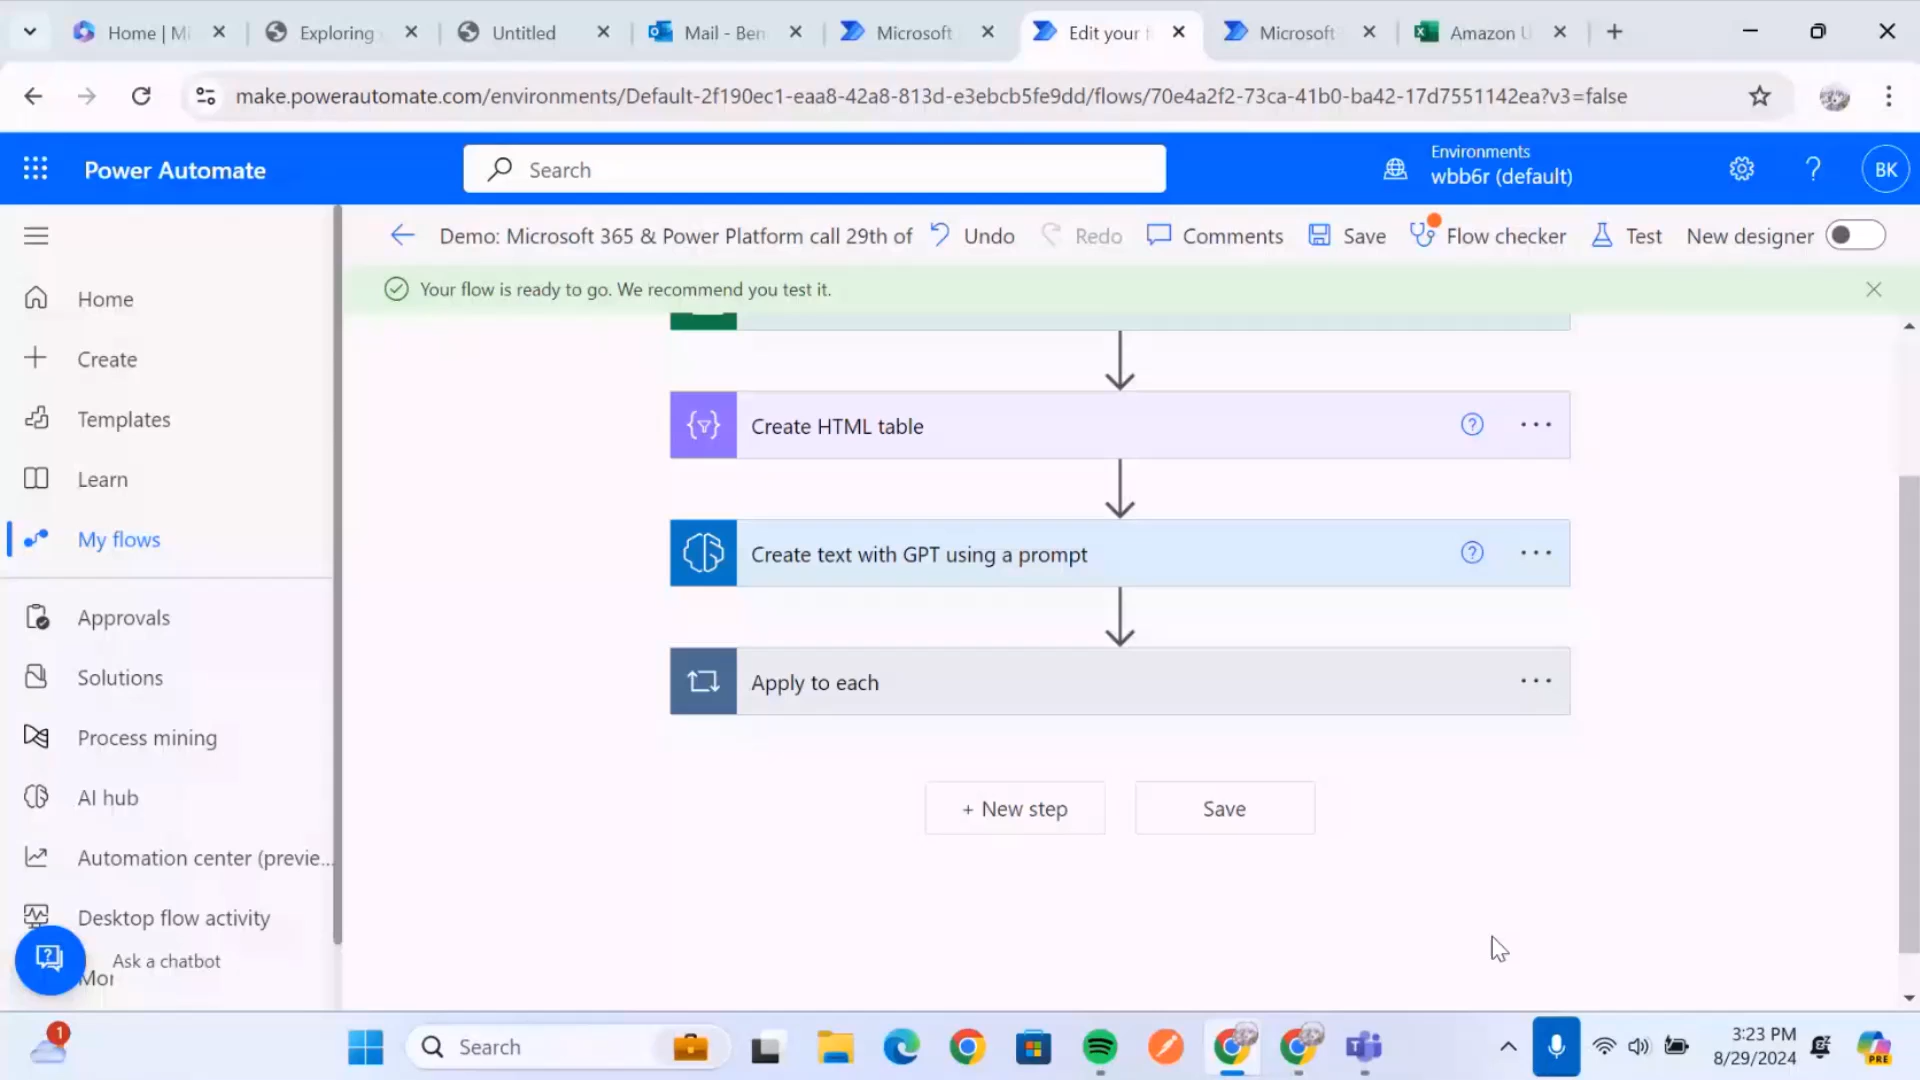 Home | Mi
Exploring
Untitled
Mail - Ben
Microsoft
Edit your f
Microsoft
Amazon U
make.powerautomate.com/environments/Default-2f190ec1-eaa8-42a8-813d-e3ebcb5fe9dd/flows/70e4a2f2-73ca-41b0-ba42-17d7551142ea?v3=false
Power Automate
Search
Environments
wbb6r (default)
?
BK
Demo: Microsoft 365 & Power Platform call 29th of
Undo
Redo
Comments
Save
Flow checker
Test
New designer
Your flow is ready to go. We recommend you test it.
Home
Create
Templates
Learn
My flows
Approvals
Solutions
Process mining
AI hub
Automation center (previe...
Desktop flow activity
Mor
Ask a chatbot
Create HTML table
?
...
Create text with GPT using a prompt
?
...
Apply to each
...
+ New step
Save
1
Search
3:23 PM
8/29/2024
PRE